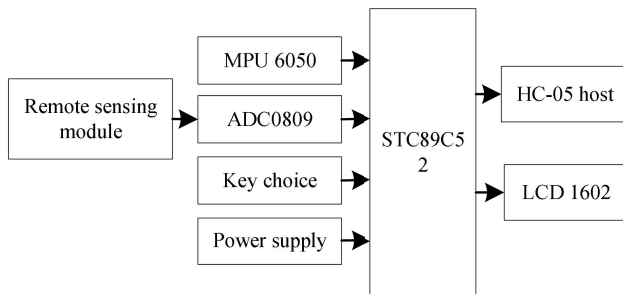 Remote sensing
module
MPU 6050
ADC0809
Key choice
Power supply
STC89C5
2
HC-05 host
LCD 1602